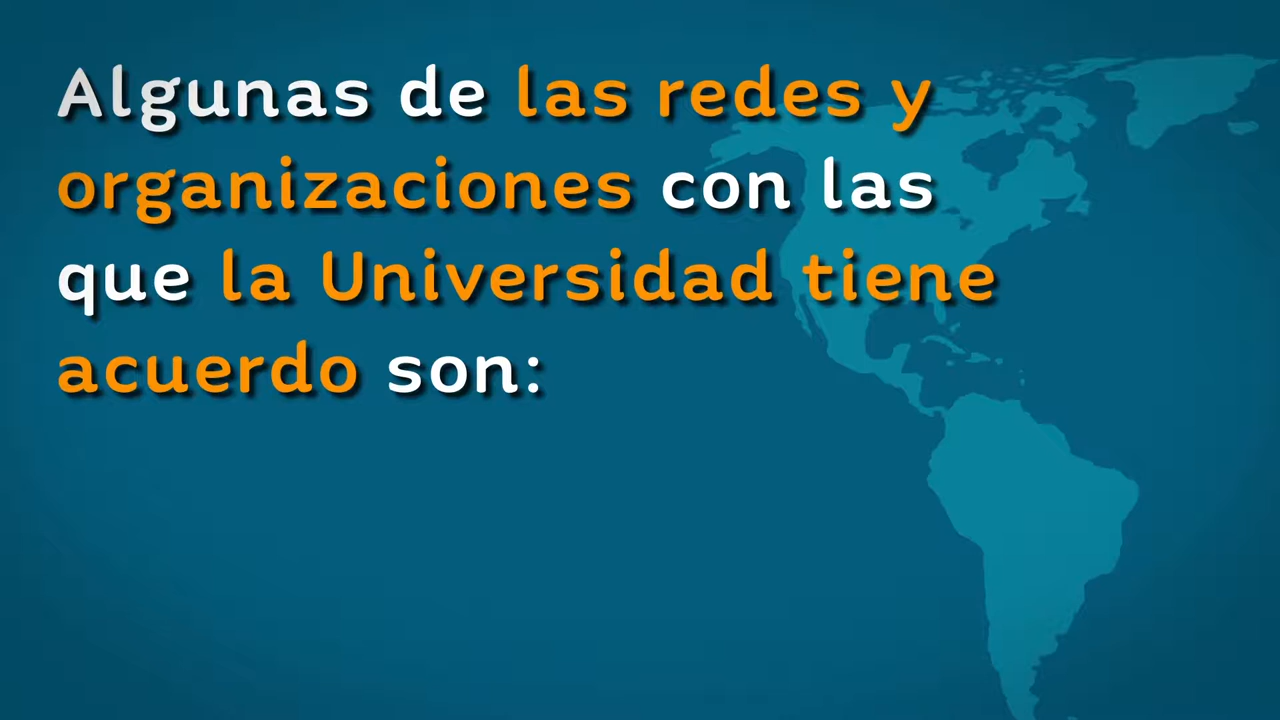 Algunas de las redes y
organizaciones con las
que la Universidad tiene
acuerdo son: